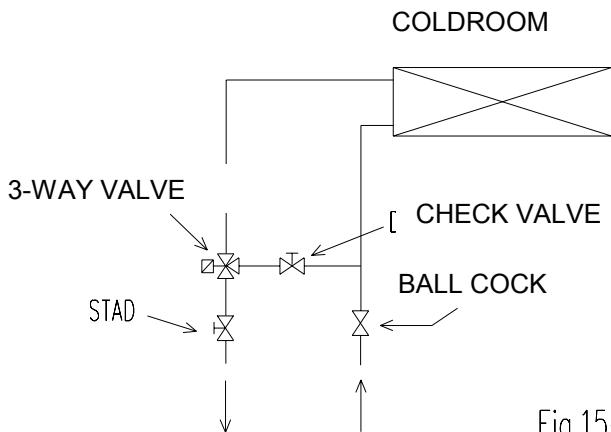 COLDROOM
3-WAY VALVE
CHECK VALVE
BALL COCK
STAD
Fig.15